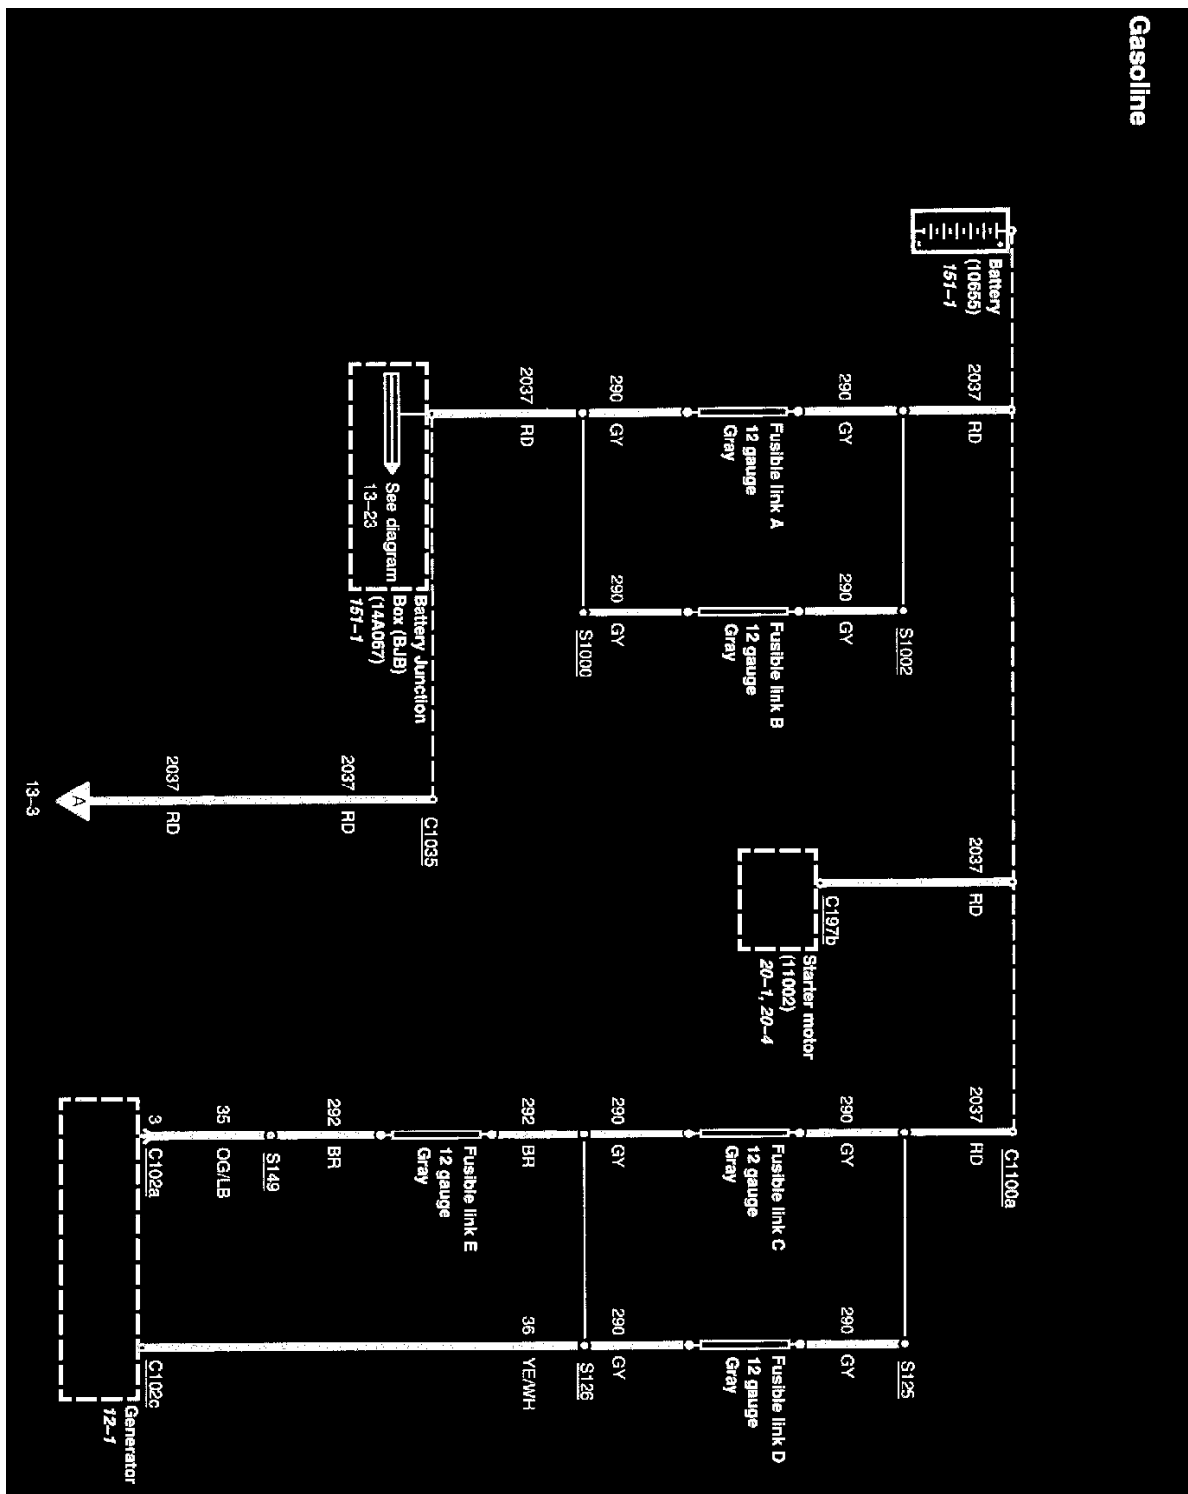 Gasoline
Battery
(10655)
151–1
2037
RD
2037
RD
2037
RD
C1100a
290
GY
290
GY
S1002
290
GY
290
GY
S125
Fusible link A
12 gauge
Gray
Fusible link B
12 gauge
Gray
C197b
Starter motor
(11002)
20–1, 20–4
Fusible link C
12 gauge
Gray
Fusible link D
12 gauge
Gray
290
GY
290
GY
S1000
290
GY
290
GY
S126
2037
RD
292
BR
36
YE/WH
Fusible link E
12 gauge
Gray
See diagram
13–23
Battery Junction
Box (BJB)
(14A067)
151–1
C1035
2037
RD
292
BR
S149
2037
RD
35
OG/LB
3
C102a
C102c
Generator
12–1
A
13–3